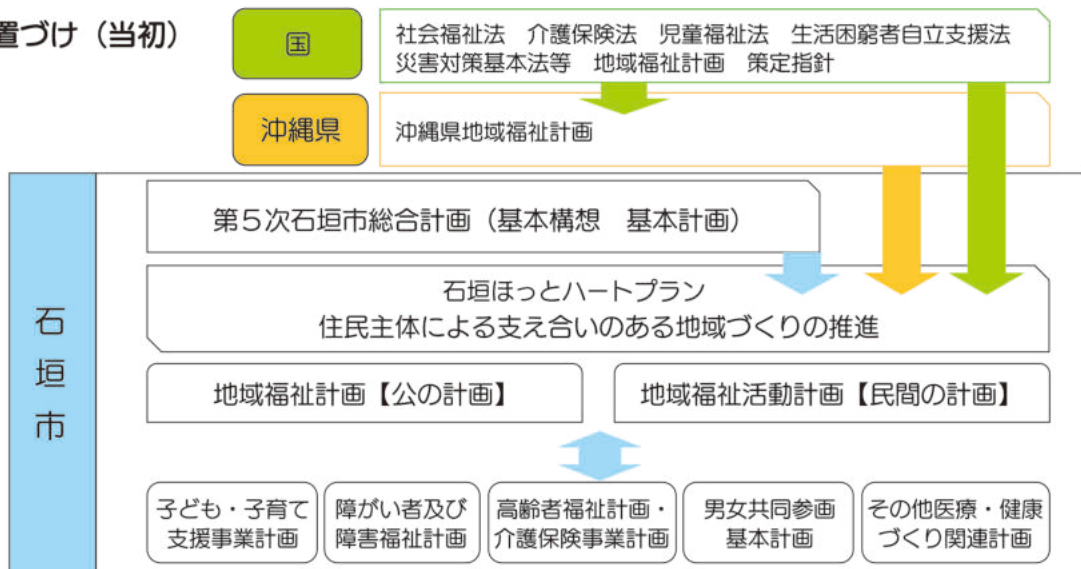 置づけ（当初）
国
社会福祉法　介護保険法　児童福祉法　生活困窮者自立支援法
災害対策基本法等　地域福祉計画　策定指針
沖縄県
沖縄県地域福祉計画
石垣市
第５次石垣市総合計画（基本構想　基本計画）
石垣ほっとハートプラン
住民主体による支え合いのある地域づくりの推進
地域福祉計画【公の計画】
地域福祉活動計画【民間の計画】
子ども・子育て
支援事業計画
障がい者及び
障害福祉計画
高齢者福祉計画・
介護保険事業計画
男女共同参画
基本計画
その他医療・健康
づくり関連計画